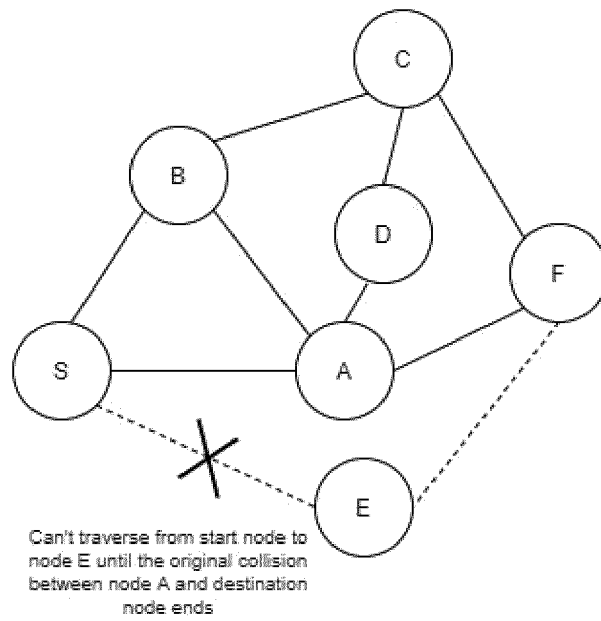 C
B
D
F
S
A
E
Can't traverse from start node to
node E until the original collision
between node A and destination
node ends